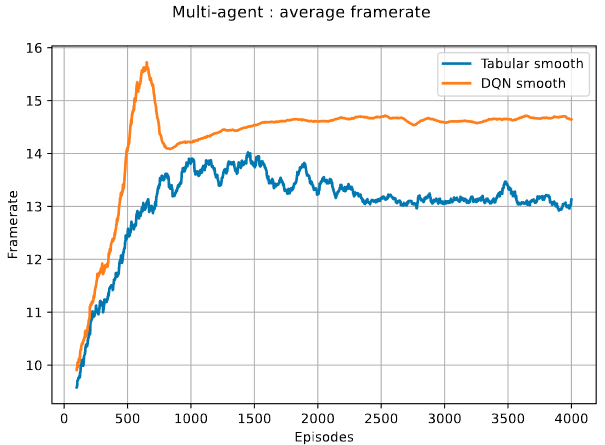 Multi-agent : average framerate
Tabular smooth
DQN smooth
Framerate
16
15
14
13
12
11
10
0 500 1000 1500 2000 2500 3000 3500 4000
Episodes